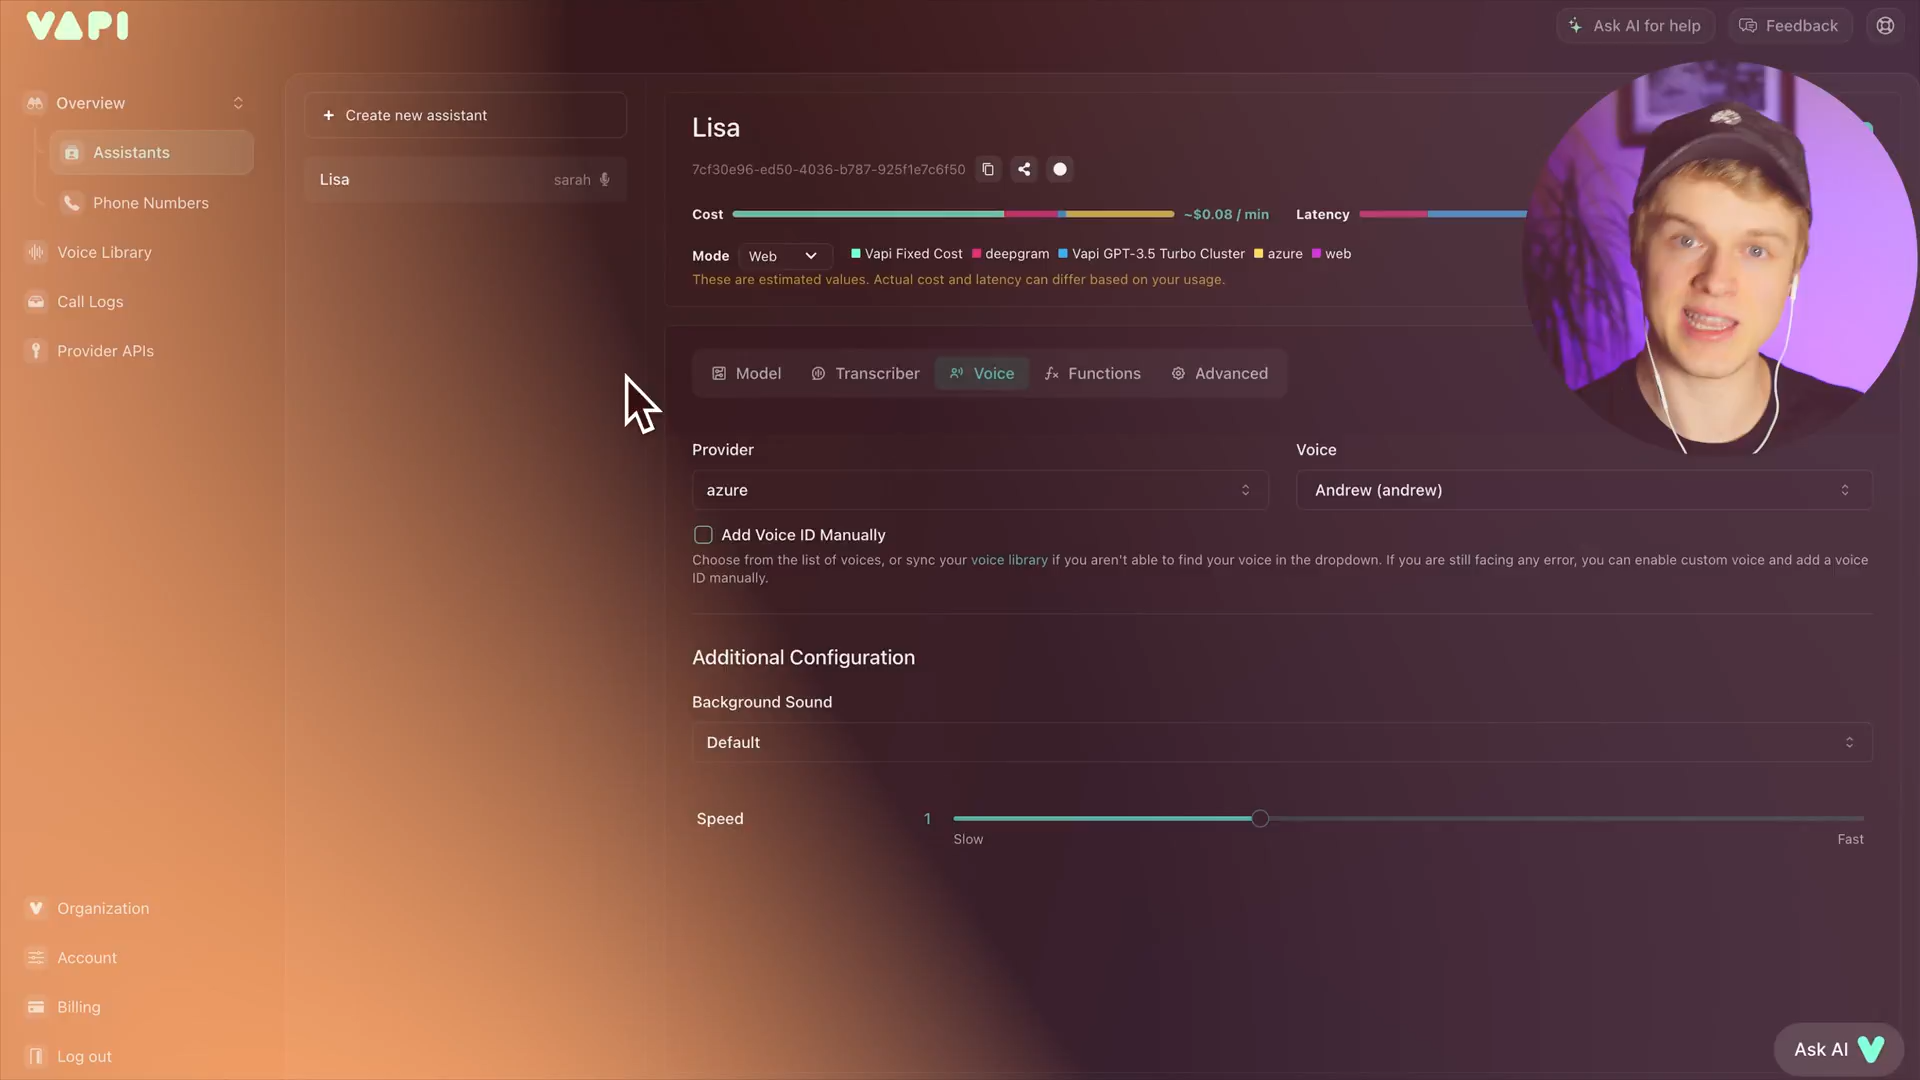 VAPI
Ask AI for help
Feedback
Overview
Assistants
Phone Numbers
Voice Library
Call Logs
Provider APIs
Organization
Account
Billing
Log out
Create new assistant
Lisa sarah
Lisa
7cf30e96-ed50-4036-b787-925f1e7c6f50
Cost ~$0.08 / min Latency
Mode Web Vapi Fixed Cost deepgram Vapi GPT-3.5 Turbo Cluster azure web
These are estimated values. Actual cost and latency can differ based on your usage.
Model Transcriber Voice Functions Advanced
Provider Voice
azure Andrew (andrew)
Add Voice ID Manually
Choose from the list of voices, or sync your voice library if you aren't able to find your voice in the dropdown. If you are still facing any error, you can enable custom voice and add a voice
ID manually.
Additional Configuration
Background Sound
Default
Speed 1
Slow Fast
Ask AI